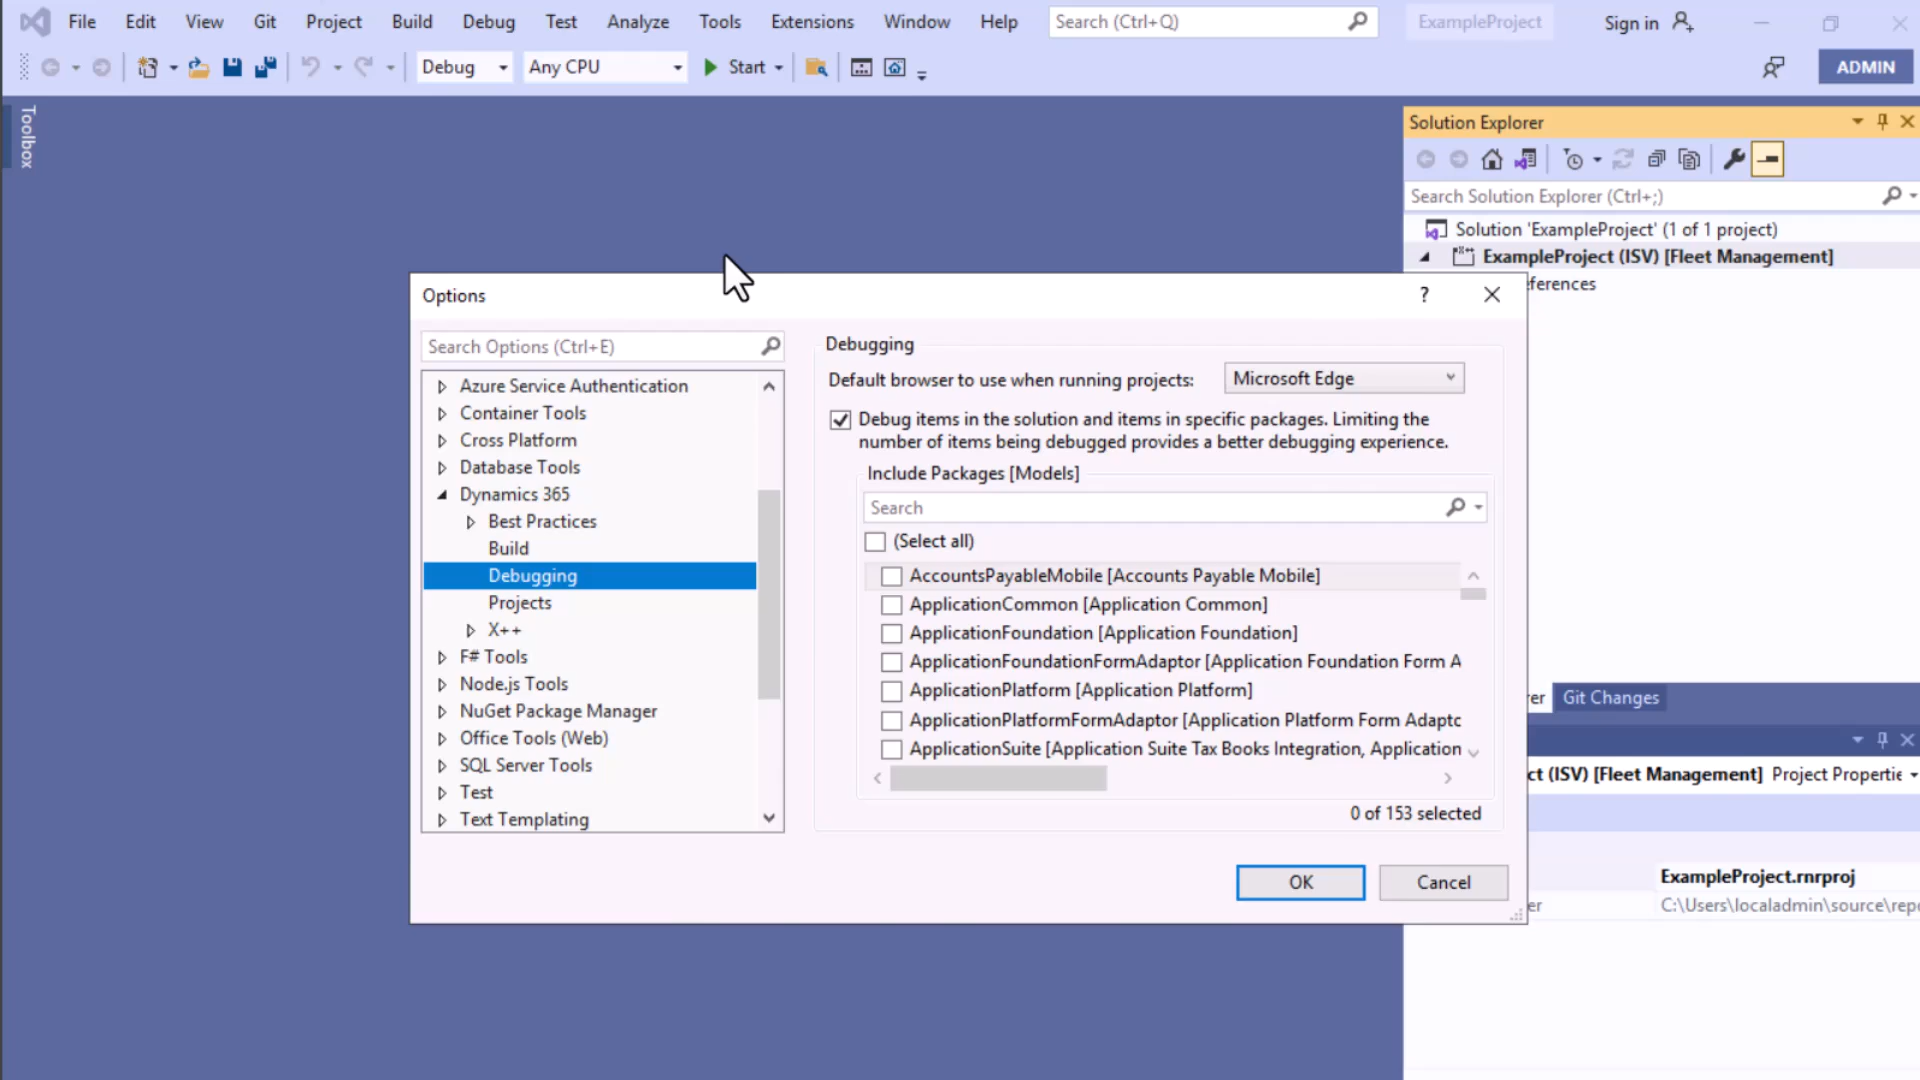 File Edit View Git Project Build Debug Test Analyze Tools Extensions Window Help Search (Ctrl+Q) ExampleProject Sign in
Debug Any CPU Start ADMIN
Toolbox
Solution Explorer
Search Solution Explorer (Ctrl+;)
Solution 'ExampleProject' (1 of 1 project)
ExampleProject (ISV) [Fleet Management]
eferences
Options ?
Search Options (Ctrl+E)
Azure Service Authentication
Container Tools
Cross Platform
Database Tools
Dynamics 365
Best Practices
Build
Debugging
Projects
X++
F# Tools
Node.js Tools
NuGet Package Manager
Office Tools (Web)
SQL Server Tools
Test
Text Templating
Debugging
Default browser to use when running projects: Microsoft Edge
Debug items in the solution and items in specific packages. Limiting the
number of items being debugged provides a better debugging experience.
Include Packages [Models]
Search
(Select all)
AccountsPayableMobile [Accounts Payable Mobile]
ApplicationCommon [Application Common]
ApplicationFoundation [Application Foundation]
ApplicationFoundationFormAdaptor [Application Foundation Form A
ApplicationPlatform [Application Platform]
ApplicationPlatformFormAdaptor [Application Platform Form Adaptc
ApplicationSuite [Application Suite Tax Books Integration, Application
0 of 153 selected
OK Cancel
rer Git Changes
ct (ISV) [Fleet Management] Project Propertie
ExampleProject.rnrproj
er C:\Users\localadmin\source\repo